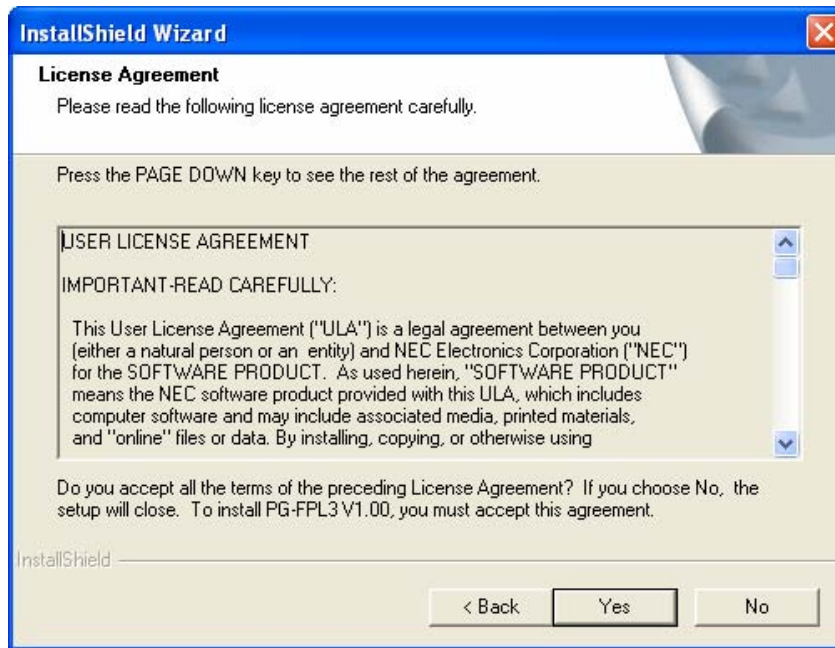 InstallShield Wizard
License Agreement
Please read the following license agreement carefully.
Press the PAGE DOWN key to see the rest of the agreement.
USER LICENSE AGREEMENT
IMPORTANT-READ CAREFULLY:
This User License Agreement ("ULA") is a legal agreement between you
(either a natural person or an entity) and NEC Electronics Corporation ("NEC")
for the SOFTWARE PRODUCT. As used herein, "SOFTWARE PRODUCT"
means the NEC software product provided with this ULA, which includes
computer software and may include associated media, printed materials,
and "online" files or data. By installing, copying, or otherwise using
Do you accept all the terms of the preceding License Agreement? If you choose No, the
setup will close. To install PG-FPL3 V1.00, you must accept this agreement.
InstallShield
< Back
Yes
No